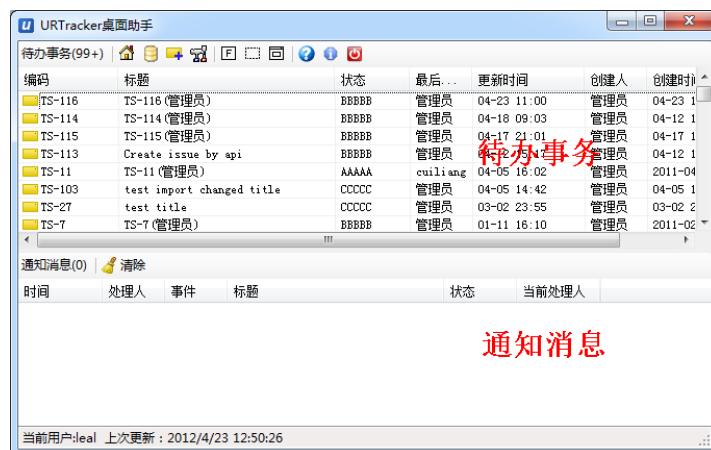 URTracker桌面助手
待办事务(99+)
编码 标题 状态 最后... 更新时间 创建人 创建时间
TS-116 TS-116(管理员) BBBBB 管理员 04-23 11:00 管理员 04-23 1
TS-114 TS-114(管理员) BBBBB 管理员 04-18 09:03 管理员 04-12 1
TS-115 TS-115(管理员) BBBBB 管理员 04-17 21:01 管理员 04-17 1
TS-113 Create issue by api BBBBB 管理员 管理员 04-12 1
待办事务
TS-11 TS-11(管理员) AAAAA cuiliang 04-05 16:02 管理员 2011-04
TS-103 test import changed title CCCCC 管理员 04-05 14:42 管理员 04-05 1
TS-27 test title CCCCC 管理员 03-02 23:55 管理员 03-02 2
TS-7 TS-7(管理员) BBBBB 管理员 01-11 16:10 管理员 2011-02
通知消息(0) 清除
时间 处理人 事件 标题 状态 当前处理人
通知消息
当前用户:leal 上次更新：2012/4/23 12:50:26